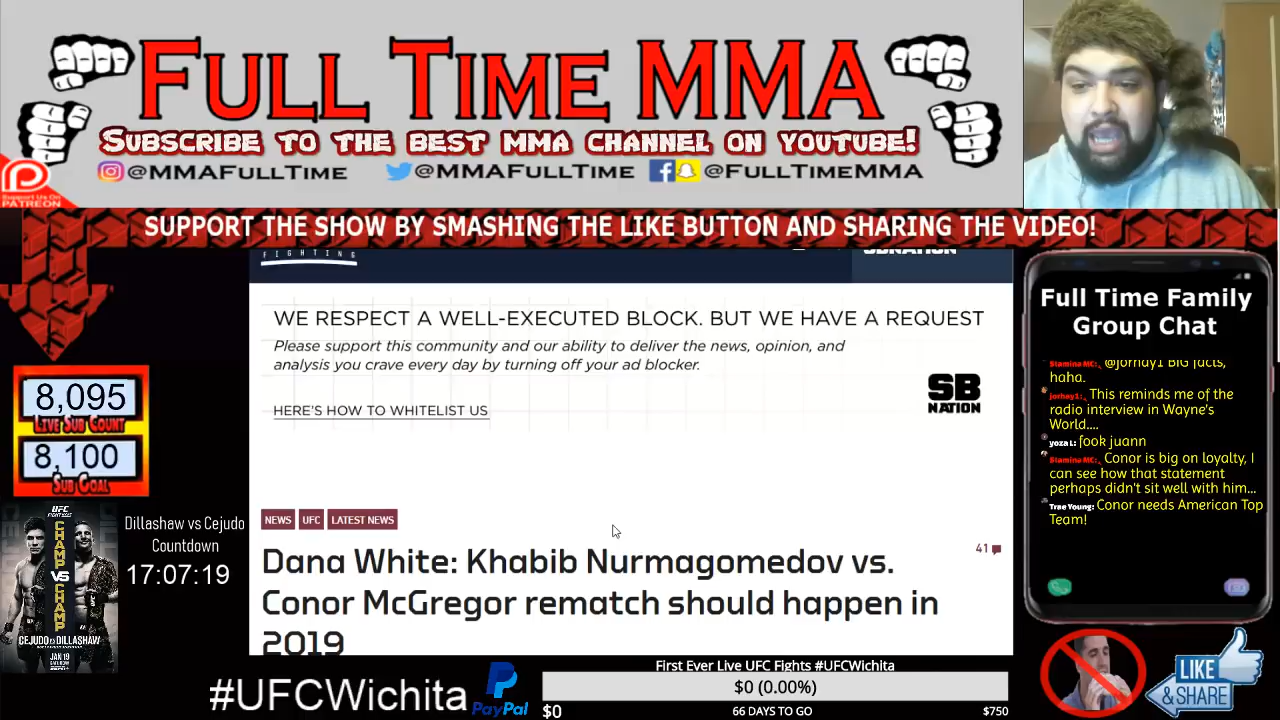 FULL TIME MMA
SUBSCRIBE TO THE BEST MMA CHANNEL ON YOUTUBE!
@MMAFULLTIME @MMAFULLTIME @FULLTIMEMMA
Support Us On
PATREON
SUPPORT THE SHOW BY SMASHING THE LIKE BUTTON AND SHARING THE VIDEO!
FIGHTING
SBNATION
WE RESPECT A WELL-EXECUTED BLOCK. BUT WE HAVE A REQUEST
Please support this community and our ability to deliver the news, opinion, and
analysis you crave every day by turning off your ad blocker.
HERE'S HOW TO WHITELIST US
SB
NATION
NEWS UFC LATEST NEWS
41
Dana White: Khabib Nurmagomedov vs.
Conor McGregor rematch should happen in
2019
8,095
LIVE SUB COUNT
8,100
SUB GOAL
UFC
CHAMP
VS
CHAMP
CEJUDO VS DILLASHAW
JAN 19
Dillashaw vs Cejudo
Countdown
17:07:19
Full Time Family
Group Chat
Stamina MC: @jorhay1 BIG facts,
haha.
jorhay1: This reminds me of the
radio interview in Wayne's
World....
yoza L: fook juann
Stamina MC: Conor is big on loyalty, I
can see how that statement
perhaps didn't sit well with him...
Trae Young: Conor needs American Top
Team!
LIKE
& SHARE
#UFCWichita
PayPal
First Ever Live UFC Fights #UFCWichita
$0 (0.00%)
$0 66 DAYS TO GO $750